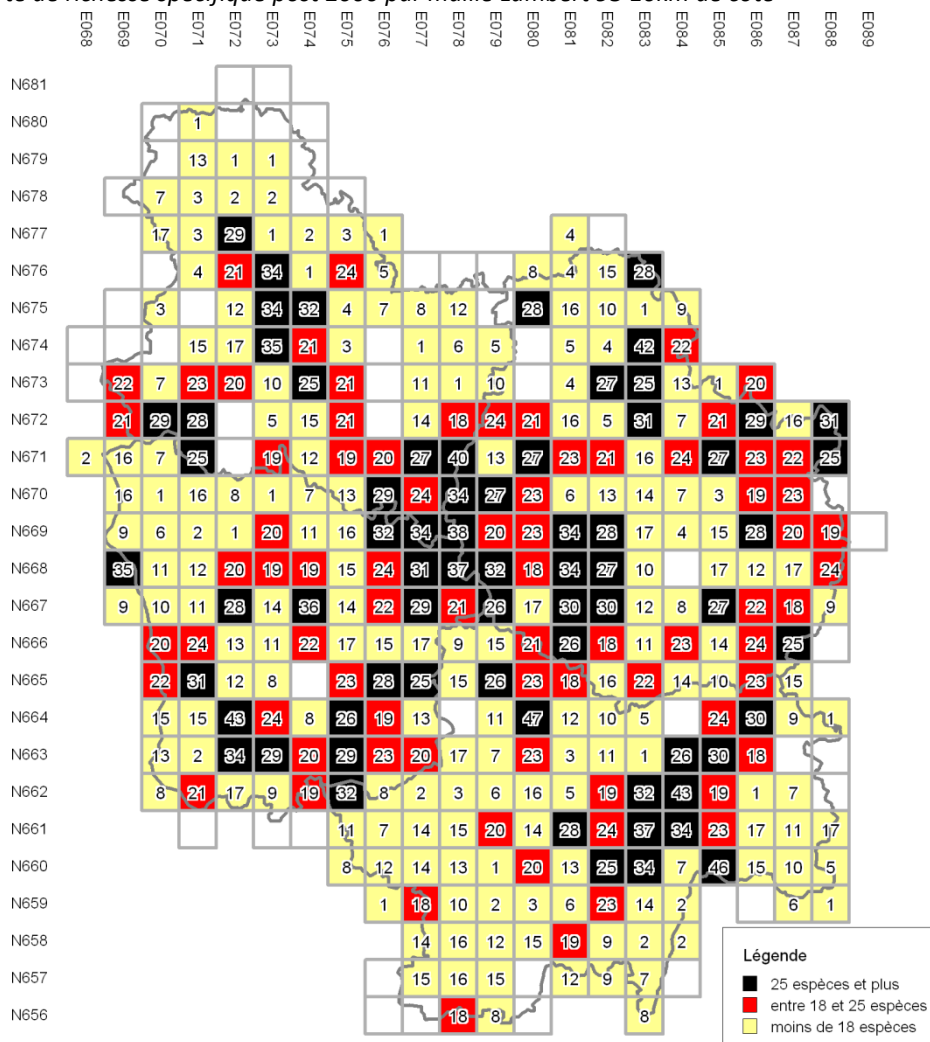 te de richesse spécifique post 2000 par maille Lambert 93 10km de côté
E068 E069 E070 E071 E072 E073 E074 E075 E076 E077 E078 E079 E080 E081 E082 E083 E084 E085 E086 E087 E088 E089
N681
N680 1
N679 13 1 1
N678 7 3 2 2
N677 17 3 29 1 2 3 1 4
N676 4 21 34 1 24 5 8 4 15 28
N675 3 12 34 32 4 7 8 12 28 16 10 1 9
N674 15 17 35 21 3 1 6 5 5 4 42 22
N673 22 7 23 20 10 25 21 11 1 10 4 27 25 13 1 20
N672 21 29 28 5 15 21 14 18 24 21 16 5 31 7 21 29 16 31
N671 2 16 7 25 19 12 19 20 27 40 13 27 23 21 16 24 27 23 22 25
N670 16 1 16 8 1 7 13 29 24 34 27 23 6 13 14 7 3 19 23
N669 9 6 2 1 20 11 16 32 34 38 20 23 34 28 17 4 15 28 20 19
N668 35 11 12 20 19 19 15 24 31 37 32 18 34 27 10 17 12 17 24
N667 9 10 11 28 14 36 14 22 29 21 26 17 30 30 12 8 27 22 18 9
N666 20 24 13 11 22 17 15 17 9 15 21 26 18 11 23 14 24 25
N665 22 31 12 8 23 28 25 15 26 23 18 16 22 14 10 23 15
N664 15 15 43 24 8 26 19 13 11 47 12 10 5 24 30 9 1
N663 13 2 34 29 20 29 23 20 17 7 23 3 11 1 26 30 18
N662 8 21 17 9 19 32 8 2 3 6 16 5 19 32 43 19 1 7
N661 11 7 14 15 20 14 28 24 37 34 23 17 11 17
N660 8 12 14 13 1 20 13 25 34 7 46 15 10 5
N659 1 18 10 2 3 6 23 14 2 6 1
N658 14 16 12 15 19 9 2 2
N657 15 16 15 12 9 7
N656 18 8 8
Légende
25 espèces et plus
entre 18 et 25 espèces
moins de 18 espèces